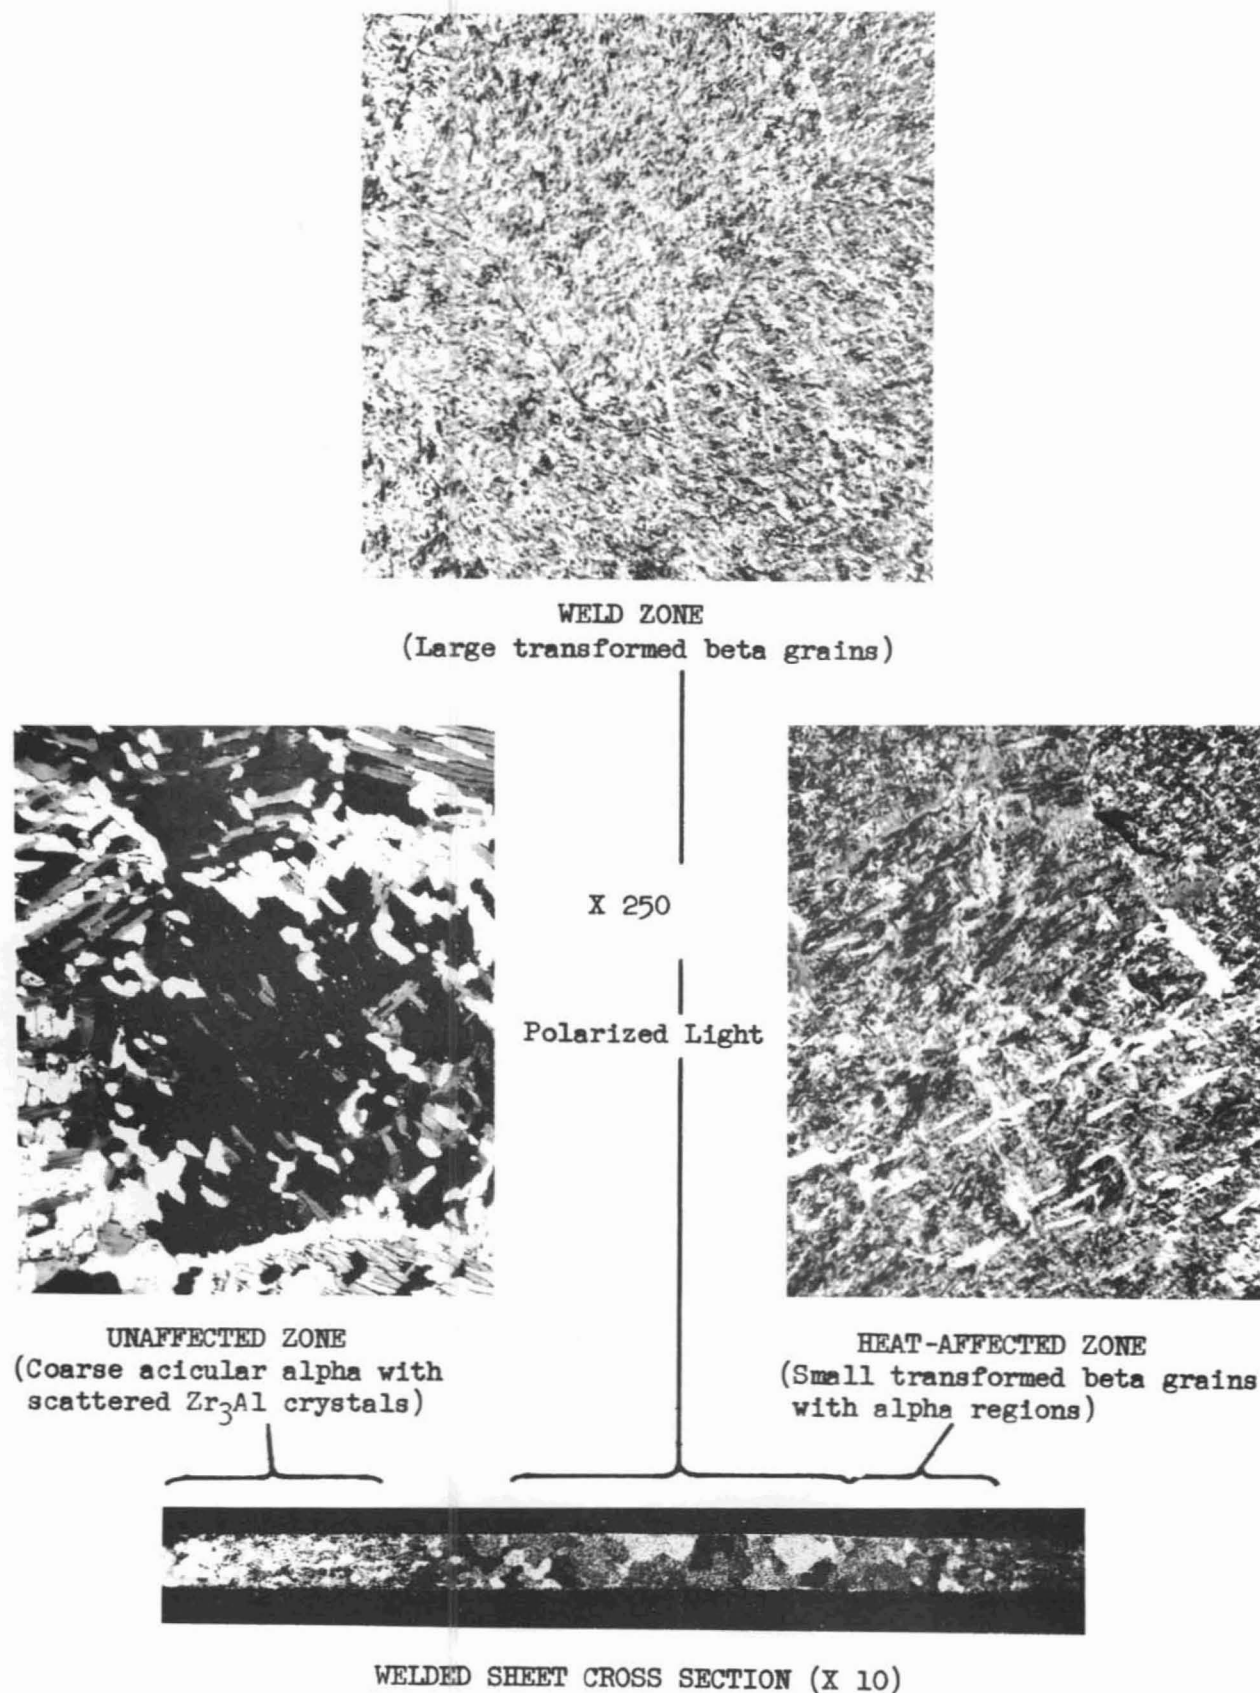 WELD ZONE
(Large transformed beta grains)
X 250
Polarized Light
UNAFFECTED ZONE
(Coarse acicular alpha with
scattered Zr3Al crystals)
HEAT-AFFECTED ZONE
(Small transformed beta grains
with alpha regions)
WELDED SHEET CROSS SECTION (X 10)